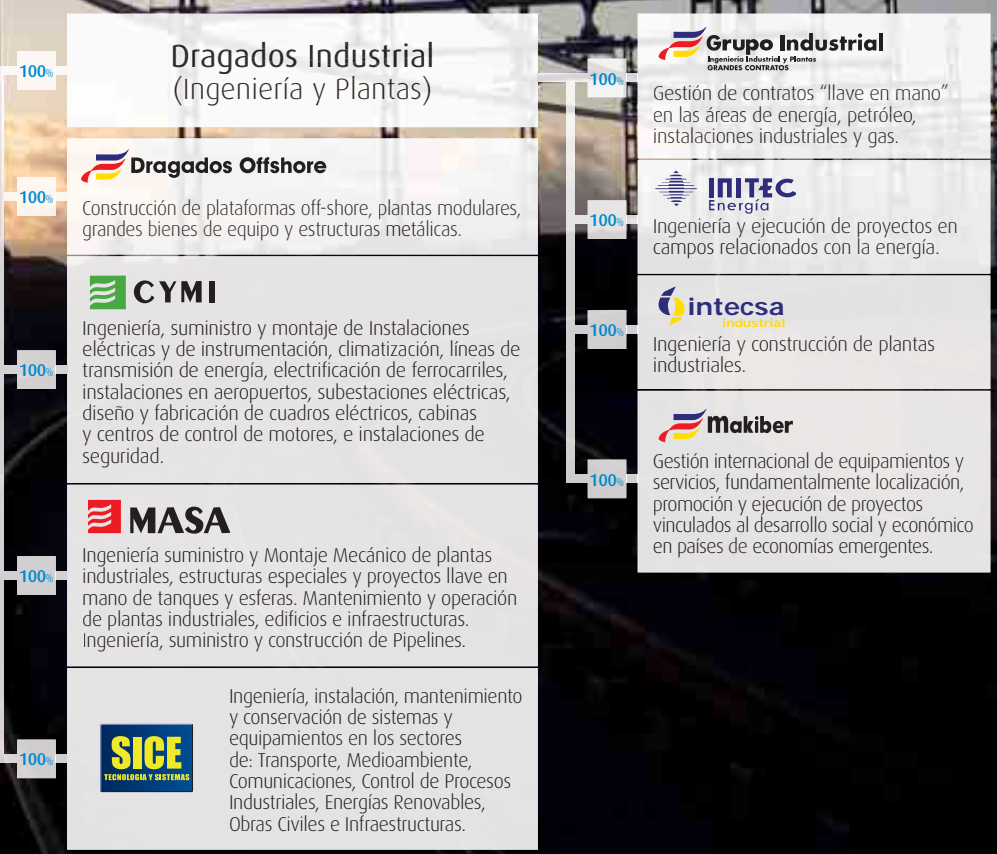 100%
Dragados Industrial
(Ingeniería y Plantas)
100%
Dragados Offshore
Construcción de plataformas off-shore, plantas modulares,
grandes bienes de equipo y estructuras metálicas.
100%
CYMI
Ingeniería, suministro y montaje de Instalaciones
eléctricas y de instrumentación, climatización, líneas de
transmisión de energía, electrificación de ferrocarriles,
instalaciones en aeropuertos, subestaciones eléctricas,
diseño y fabricación de cuadros eléctricos, cabinas
y centros de control de motores, e instalaciones de
seguridad.
100%
MASA
Ingeniería suministro y Montaje Mecánico de plantas
industriales, estructuras especiales y proyectos llave en
mano de tanques y esferas. Mantenimiento y operación
de plantas industriales, edificios e infraestructuras.
Ingeniería, suministro y construcción de Pipelines.
100%
SICE
TECNOLOGIA Y SISTEMAS
Ingeniería, instalación, mantenimiento
y conservación de sistemas y
equipamientos en los sectores
de: Transporte, Medioambiente,
Comunicaciones, Control de Procesos
Industriales, Energías Renovables,
Obras Civiles e Infraestructuras.
100%
Grupo Industrial
Ingeniería Industrial y Plantas
GRANDES CONTRATOS
Gestión de contratos “llave en mano”
en las áreas de energía, petróleo,
instalaciones industriales y gas.
100%
INITEC
Energía
Ingeniería y ejecución de proyectos en
campos relacionados con la energía.
100%
intecsa
industrial
Ingeniería y construcción de plantas
industriales.
100%
Makiber
Gestión internacional de equipamientos y
servicios, fundamentalmente localización,
promoción y ejecución de proyectos
vinculados al desarrollo social y económico
en países de economías emergentes.